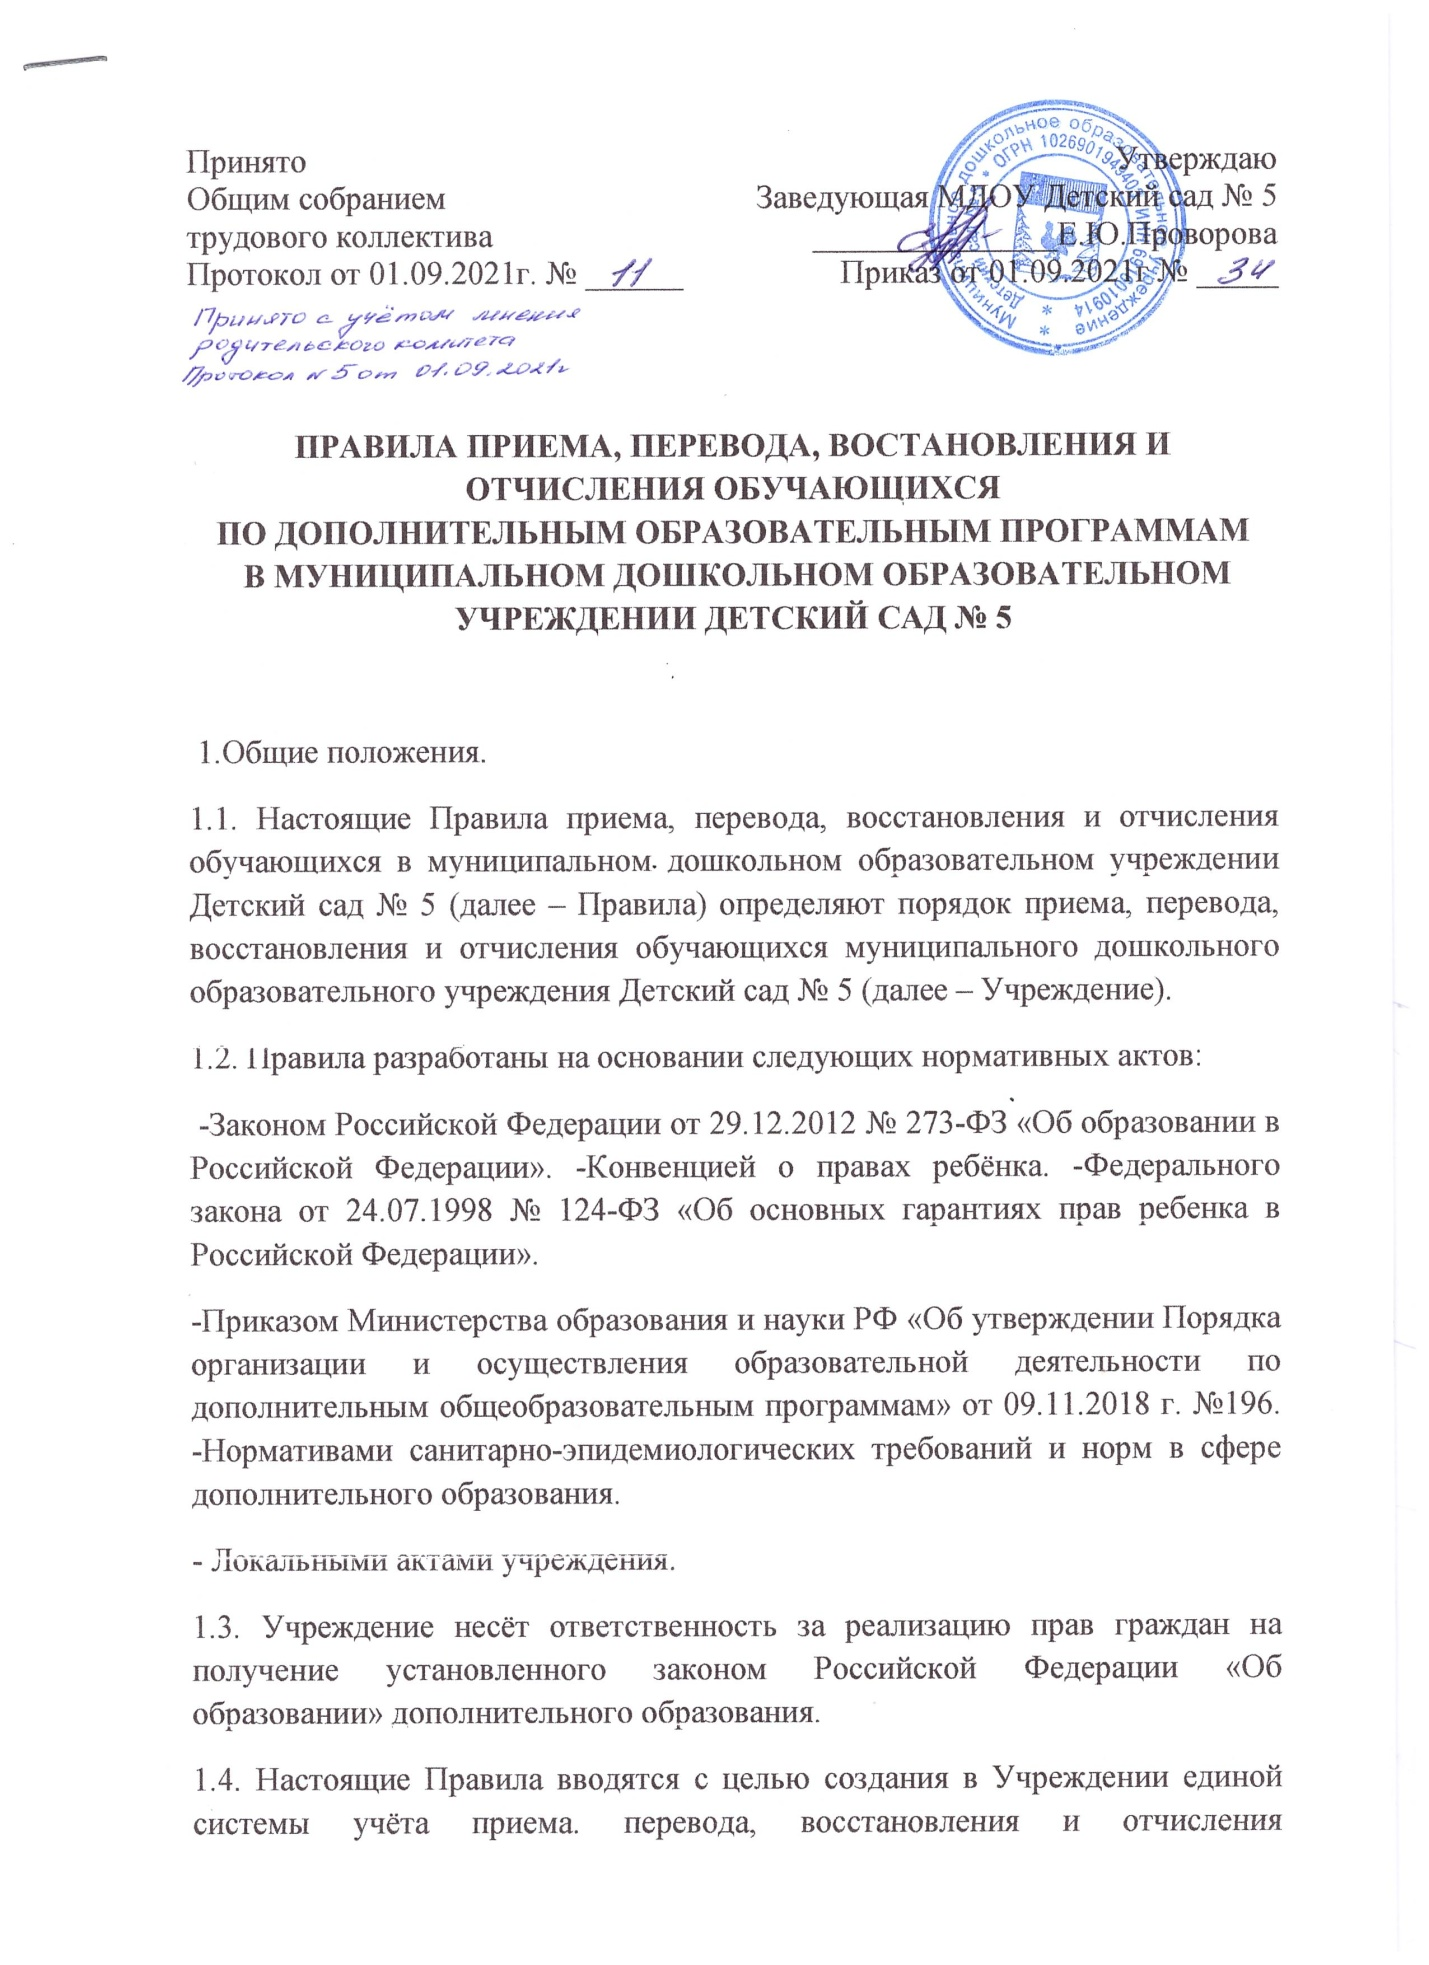 Принято
Общим собранием
трудового коллектива
Протокол от 01.09.2021г. № 11
Принято с учётом мнения
родительского комитета
Протокол №5 от 01.09.2021г
Утверждаю
Заведующая МДОУ Детский сад № 5
Е.Ю.Проворова
Приказ от 01.09.2021г № 34
Муниципальное дошкольное образовательное учреждение
Детский сад ОГРН
ПРАВИЛА ПРИЕМА, ПЕРЕВОДА, ВОСТАНОВЛЕНИЯ И
ОТЧИСЛЕНИЯ ОБУЧАЮЩИХСЯ
ПО ДОПОЛНИТЕЛЬНЫМ ОБРАЗОВАТЕЛЬНЫМ ПРОГРАММАМ
В МУНИЦИПАЛЬНОМ ДОШКОЛЬНОМ ОБРАЗОВАТЕЛЬНОМ
УЧРЕЖДЕНИИ ДЕТСКИЙ САД № 5
1.Общие положения.
1.1. Настоящие Правила приема, перевода, восстановления и отчисления
обучающихся в муниципальном дошкольном образовательном учреждении
Детский сад № 5 (далее – Правила) определяют порядок приема, перевода,
восстановления и отчисления обучающихся муниципального дошкольного
образовательного учреждения Детский сад № 5 (далее – Учреждение).
1.2. Правила разработаны на основании следующих нормативных актов:
-Законом Российской Федерации от 29.12.2012 № 273-ФЗ «Об образовании в
Российской Федерации». -Конвенцией о правах ребёнка. -Федерального
закона от 24.07.1998 № 124-ФЗ «Об основных гарантиях прав ребенка в
Российской Федерации».
-Приказом Министерства образования и науки РФ «Об утверждении Порядка
организации и осуществления образовательной деятельности по
дополнительным общеобразовательным программам» от 09.11.2018 г. №196.
-Нормативами санитарно-эпидемиологических требований и норм в сфере
дополнительного образования.
- Локальными актами учреждения.
1.3. Учреждение несёт ответственность за реализацию прав граждан на
получение установленного законом Российской Федерации «Об
образовании» дополнительного образования.
1.4. Настоящие Правила вводятся с целью создания в Учреждении единой
системы учёта приема. перевода, восстановления и отчисления